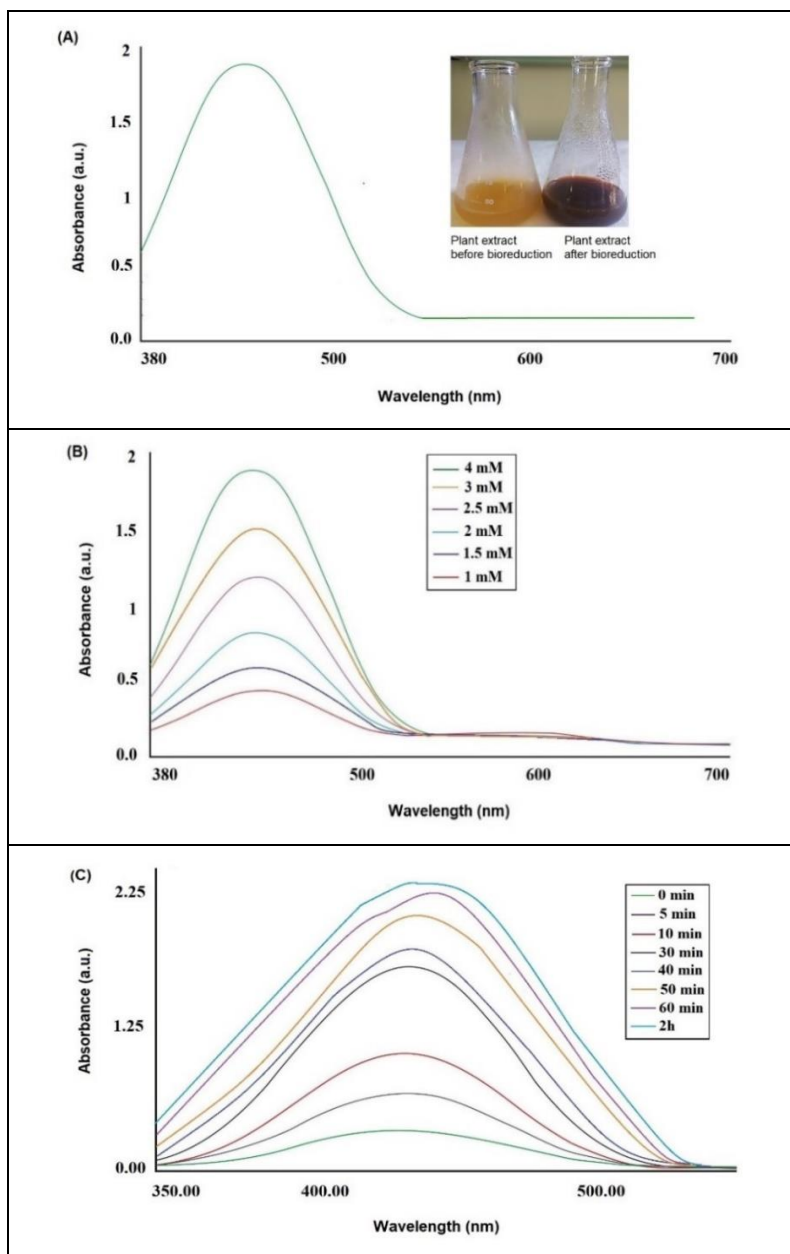 (A)
2
1.5
1
0.5
0.0
380 500 600 700
Absorbance (a.u.)
Wavelength (nm)
Plant extract
before bioreduction
Plant extract
after bioreduction
(B)
2
1.5
1
0.5
0.0
380 500 600 700
Absorbance (a.u.)
Wavelength (nm)
4 mM
3 mM
2.5 mM
2 mM
1.5 mM
1 mM
(C)
2.25
1.25
0.00
350.00 400.00 500.00
Absorbance (a.u.)
Wavelength (nm)
0 min
5 min
10 min
30 min
40 min
50 min
60 min
2h